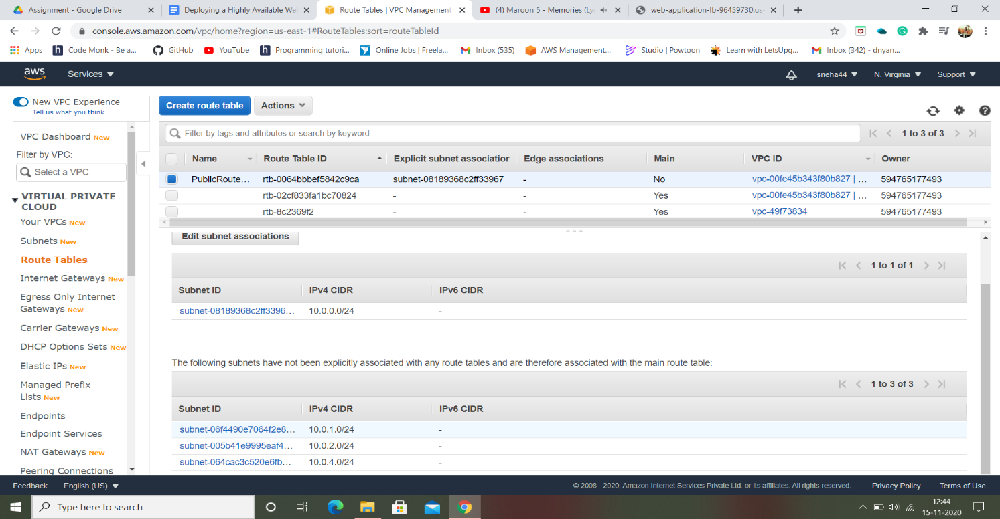 Assignment - Google Drive
Deploying a Highly Available We
Route Tables | VPC Management
(4) Maroon 5 - Memories (Ly
web-application-lb-96459730.us-
console.aws.amazon.com/vpc/home?region=us-east-1#RouteTables:sort=routeTableId
Apps
Code Monk - Be a...
GitHub
YouTube
Programming tutori...
Online Jobs | Freela...
Inbox (535)
AWS Management...
Studio | Powtoon
Learn with LetsUpg...
Inbox (342) - dnyan...
aws
Services
sneha44
N. Virginia
Support
New VPC Experience
Tell us what you think
VPC Dashboard New
Filter by VPC:
Select a VPC
VIRTUAL PRIVATE
CLOUD
Your VPCs New
Subnets New
Route Tables
Internet Gateways New
Egress Only Internet
Gateways New
Carrier Gateways New
DHCP Options Sets New
Elastic IPs New
Managed Prefix
Lists New
Endpoints
Endpoint Services
NAT Gateways New
Peering Connections
Create route table
Actions
Filter by tags and attributes or search by keyword
1 to 3 of 3
Name Route Table ID Explicit subnet association Edge associations Main VPC ID Owner
PublicRoute... rtb-0064bbbef5842c9ca subnet-08189368c2ff33967 - No vpc-00fe45b343f80b827 | ... 594765177493
rtb-02cf833fa1bc70824 - - Yes vpc-00fe45b343f80b827 | ... 594765177493
rtb-8c2369f2 - - Yes vpc-49f73834 594765177493
Edit subnet associations
1 to 1 of 1
Subnet ID IPv4 CIDR IPv6 CIDR
subnet-08189368c2ff3396... 10.0.0.0/24 -
The following subnets have not been explicitly associated with any route tables and are therefore associated with the main route table:
1 to 3 of 3
Subnet ID IPv4 CIDR IPv6 CIDR
subnet-06f4490e7064f2e8... 10.0.1.0/24 -
subnet-005b41e9995eaf4... 10.0.2.0/24 -
subnet-064cac3c520e6fb... 10.0.4.0/24 -
Feedback
English (US)
© 2008 - 2020, Amazon Internet Services Private Ltd. or its affiliates. All rights reserved.
Privacy Policy
Terms of Use
Type here to search
12:44
15-11-2020